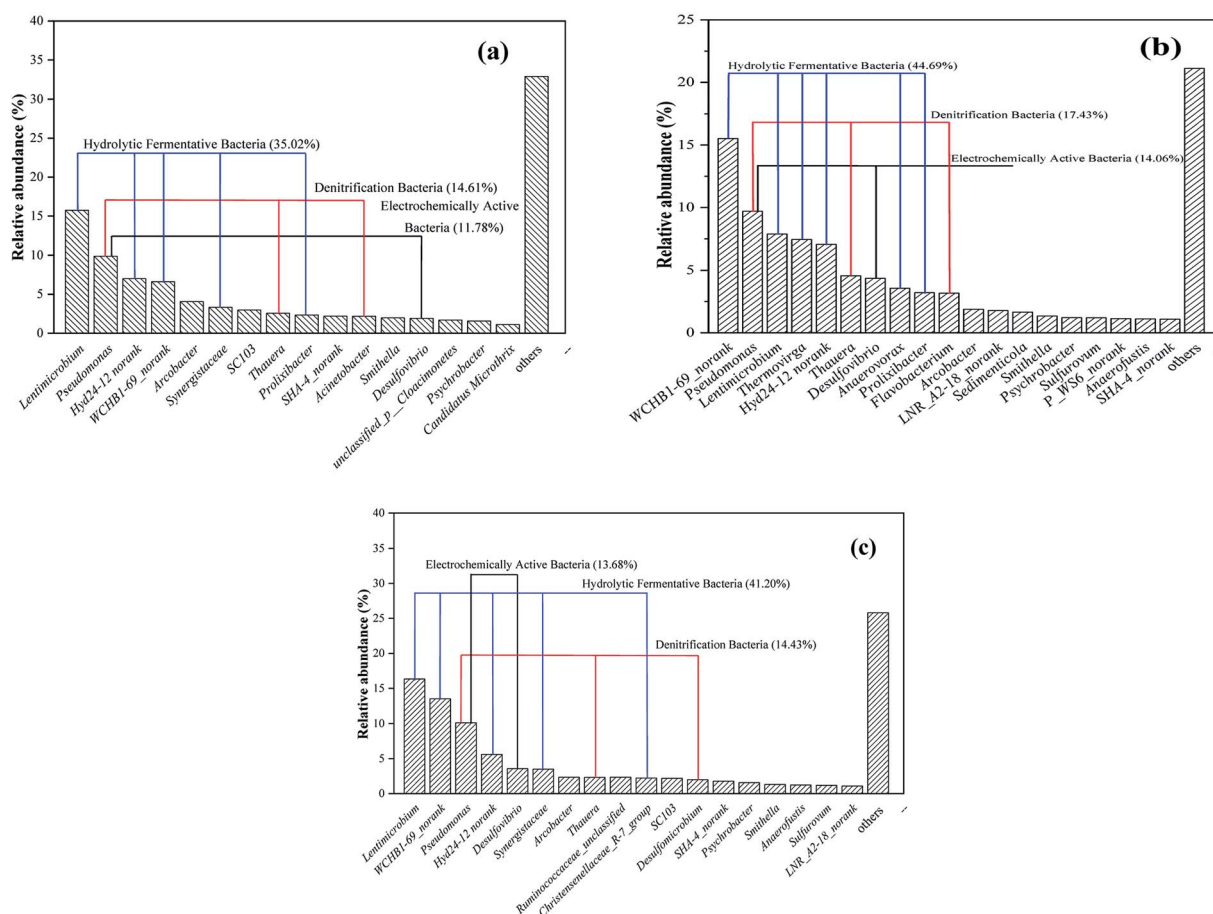 (a)
Relative abundance (%)
40
35
30
25
20
15
10
5
0
Hydrolytic Fermentative Bacteria (35.02%)
Denitrification Bacteria (14.61%)
Electrochemically Active
Bacteria (11.78%)
Lentimicrobium
Pseudomonas
Hyd24-12 norank
WCHB1-69_norank
Arcobacter
Synergistaceae
SC103
Thauera
Prolixibacter
SHA-4_norank
Acinetobacter
Smithella
Desulfovibrio
unclassified_p__Cloacimonetes
Psychrobacter
Candidatus Microthrix
others
--
(b)
Relative abundance (%)
25
20
15
10
5
0
Hydrolytic Fermentative Bacteria (44.69%)
Denitrification Bacteria (17.43%)
Electrochemically Active Bacteria (14.06%)
WCHB1-69_norank
Pseudomonas
Lentimicrobium
Thermovirga
Hyd24-12_norank
Thauera
Desulfovibrio
Anaerovorax
Prolixibacter
Flavobacterium
Arcobacter
LNR_A2-18_norank
Sedimenticola
Smithella
Psychrobacter
Sulfurovum
P_WS6_norank
Anaerofustis
SHA-4_norank
others
(c)
Relative abundance (%)
40
35
30
25
20
15
10
5
0
Electrochemically Active Bacteria (13.68%)
Hydrolytic Fermentative Bacteria (41.20%)
Denitrification Bacteria (14.43%)
Lentimicrobium
WCHB1-69_norank
Pseudomonas
Hyd24-12 norank
Desulfovibrio
Synergistaceae
Arcobacter
Thauera
Ruminococcaceae_unclassified
Christensenellaceae_R-7_group
SC103
Desulfomicrobium
SHA-4_norank
Psychrobacter
Smithella
Anaerofustis
Sulfurovum
LNR_A2-18_norank
others
--